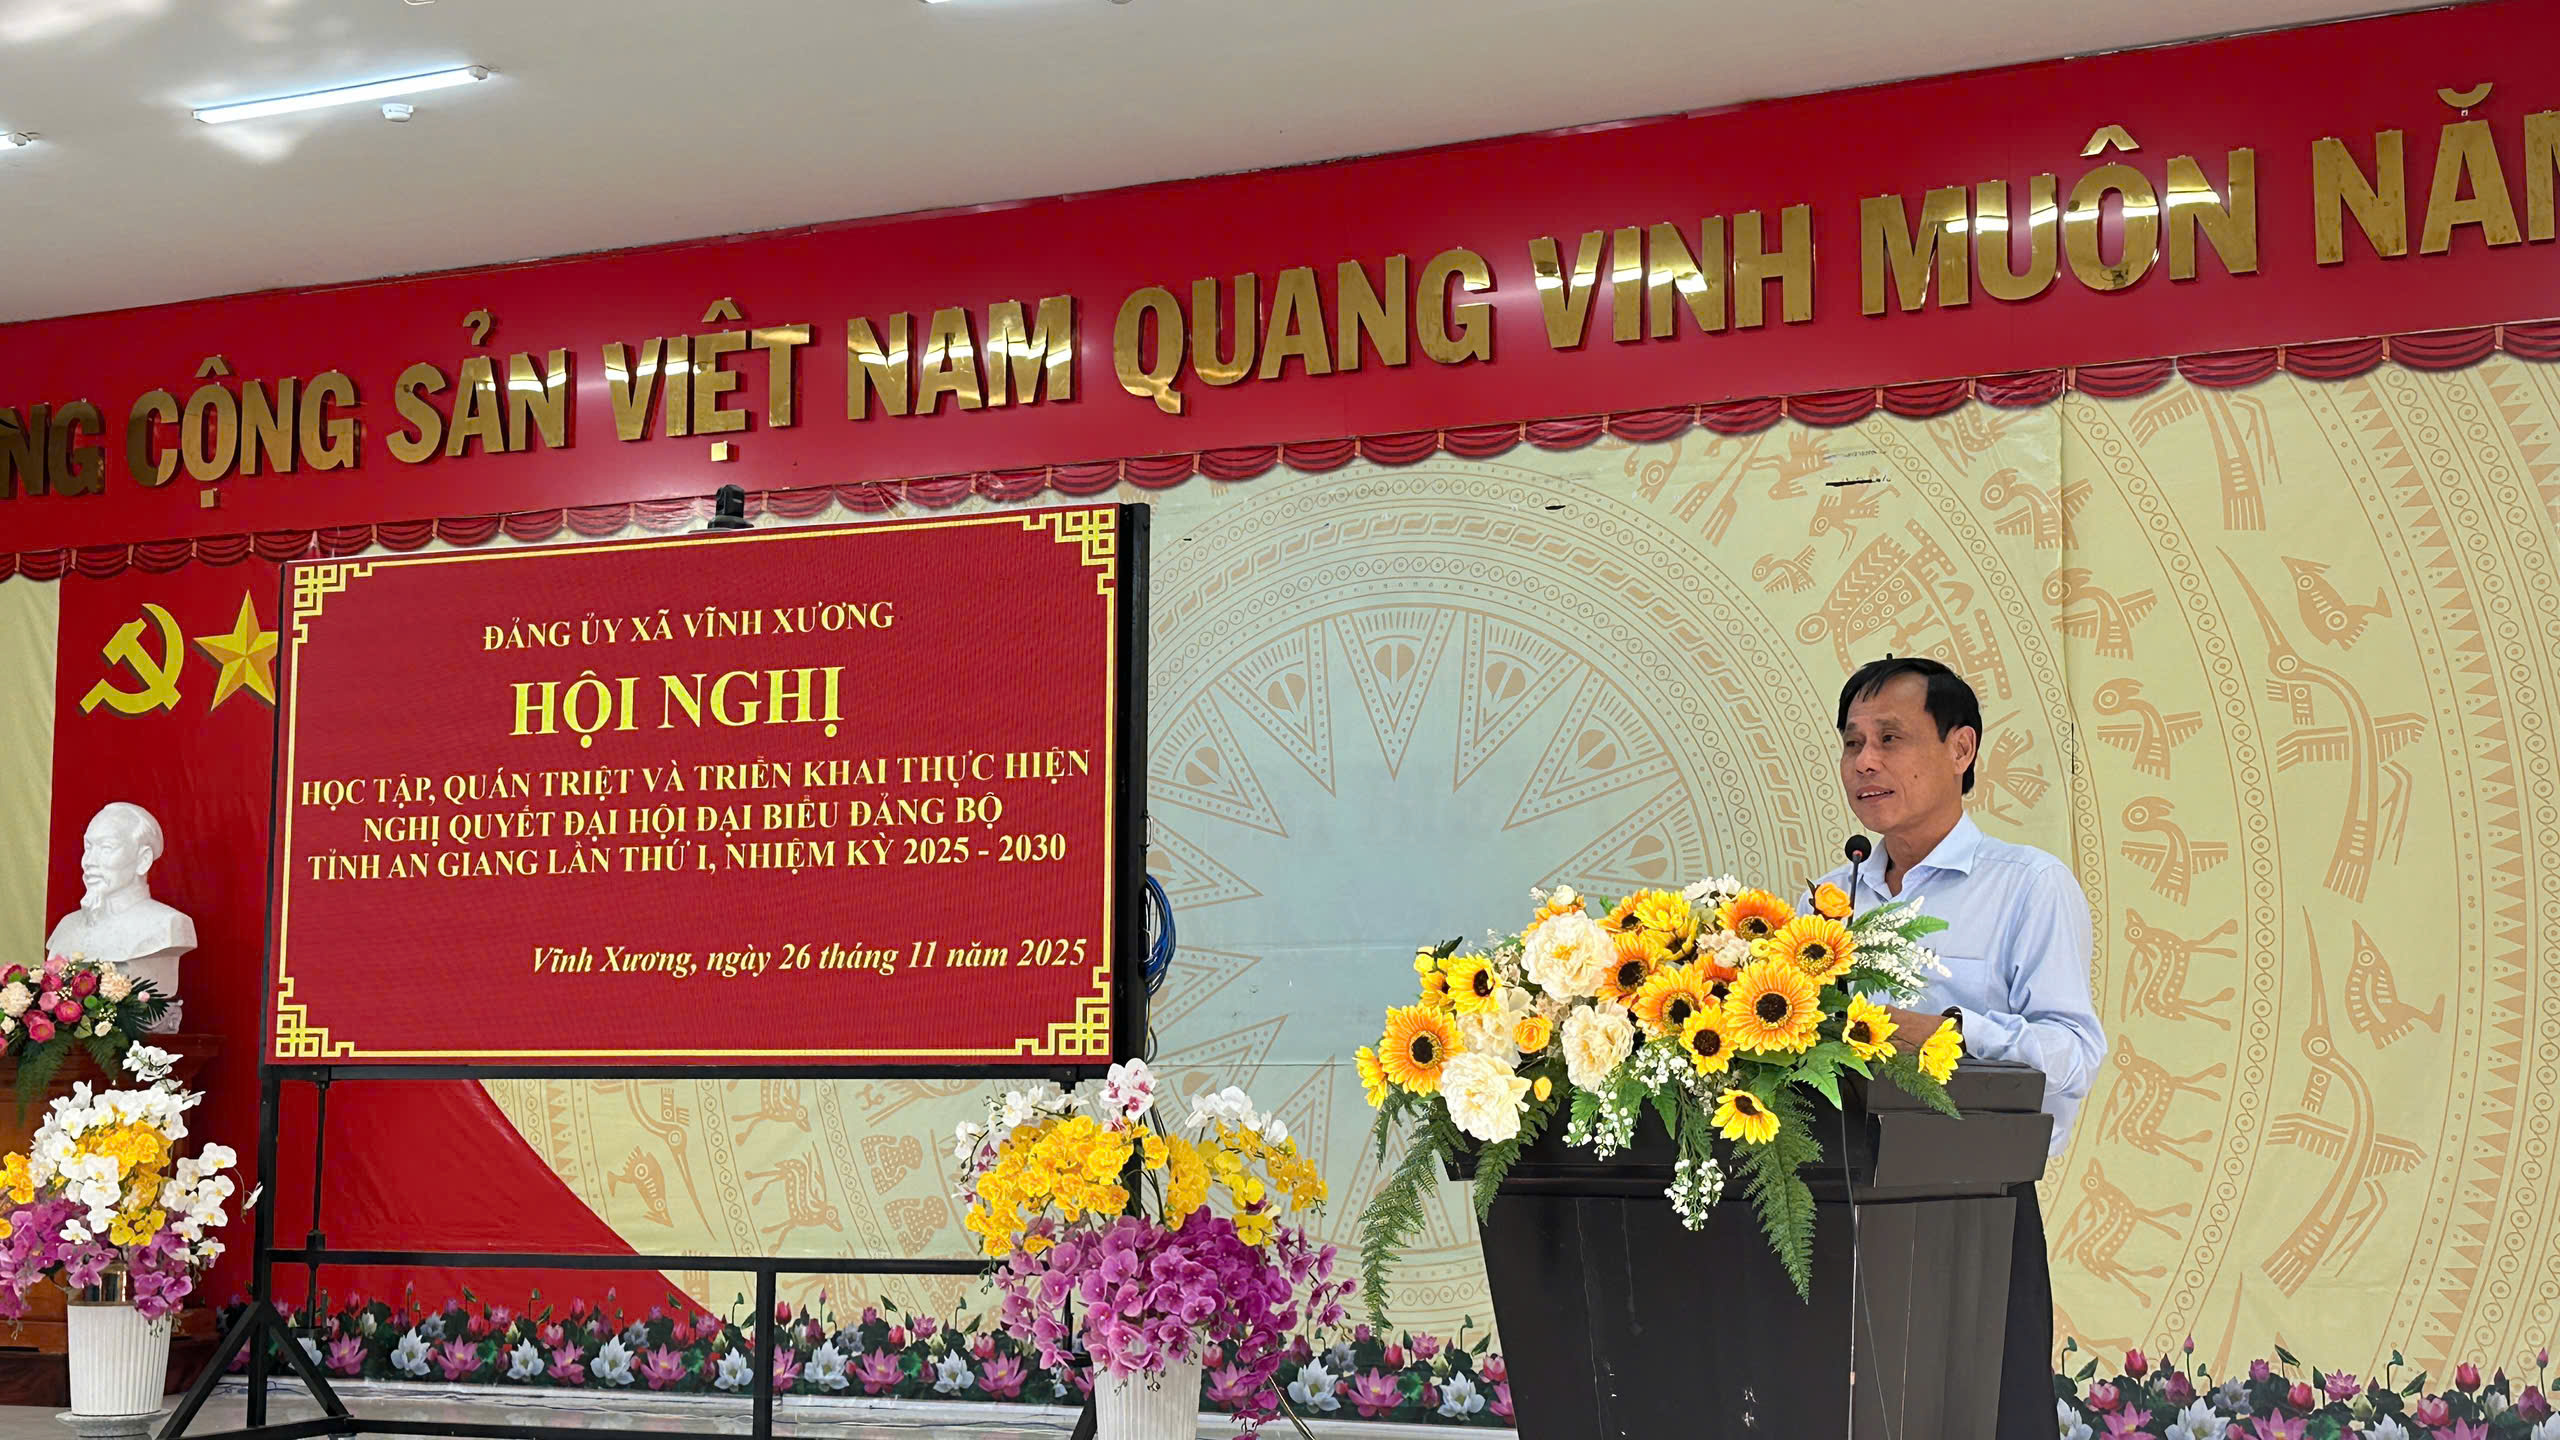 NG CỘNG SẢN VIỆT NAM QUANG VINH MUÔN NĂM
ĐẢNG ỦY XÃ VĨNH XƯƠNG
HỘI NGHỊ
HỌC TẬP, QUÁN TRIỆT VÀ TRIỂN KHAI THỰC HIỆN
NGHỊ QUYẾT ĐẠI HỘI ĐẠI BIỂU ĐẢNG BỘ
TỈNH AN GIANG LẦN THỨ I, NHIỆM KỲ 2025 - 2030
Vĩnh Xương, ngày 26 tháng 11 năm 2025